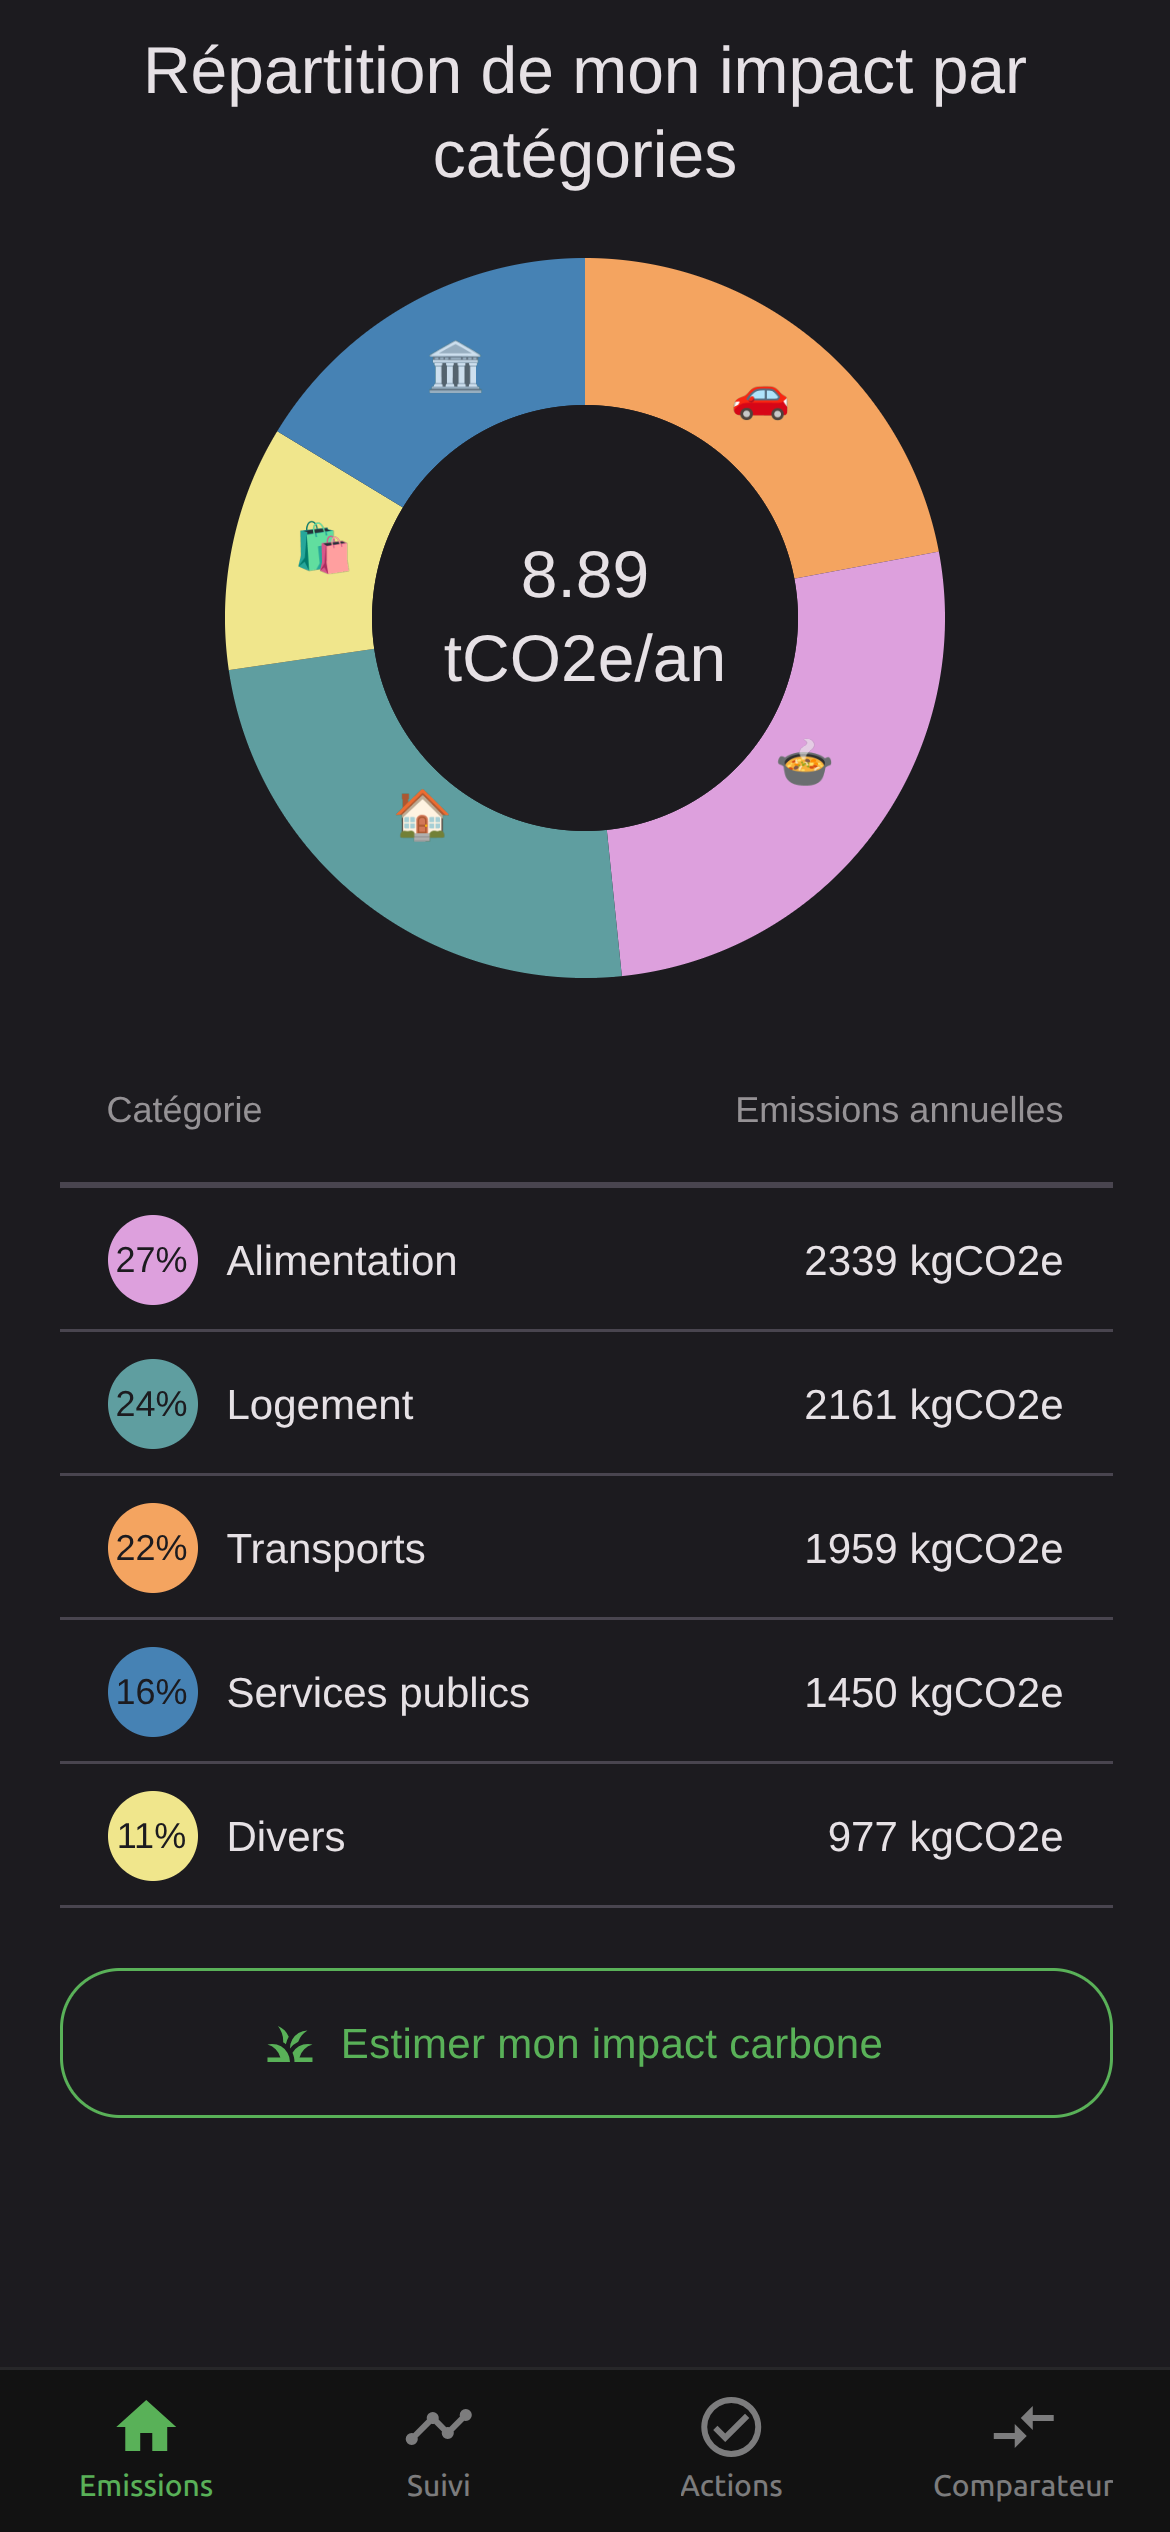 Répartition de mon impact par
catégories
8.89
tCO2e/an
Catégorie Emissions annuelles
27% Alimentation 2339 kgCO2e
24% Logement 2161 kgCO2e
22% Transports 1959 kgCO2e
16% Services publics 1450 kgCO2e
11% Divers 977 kgCO2e
Estimer mon impact carbone
Emissions Suivi Actions Comparateur